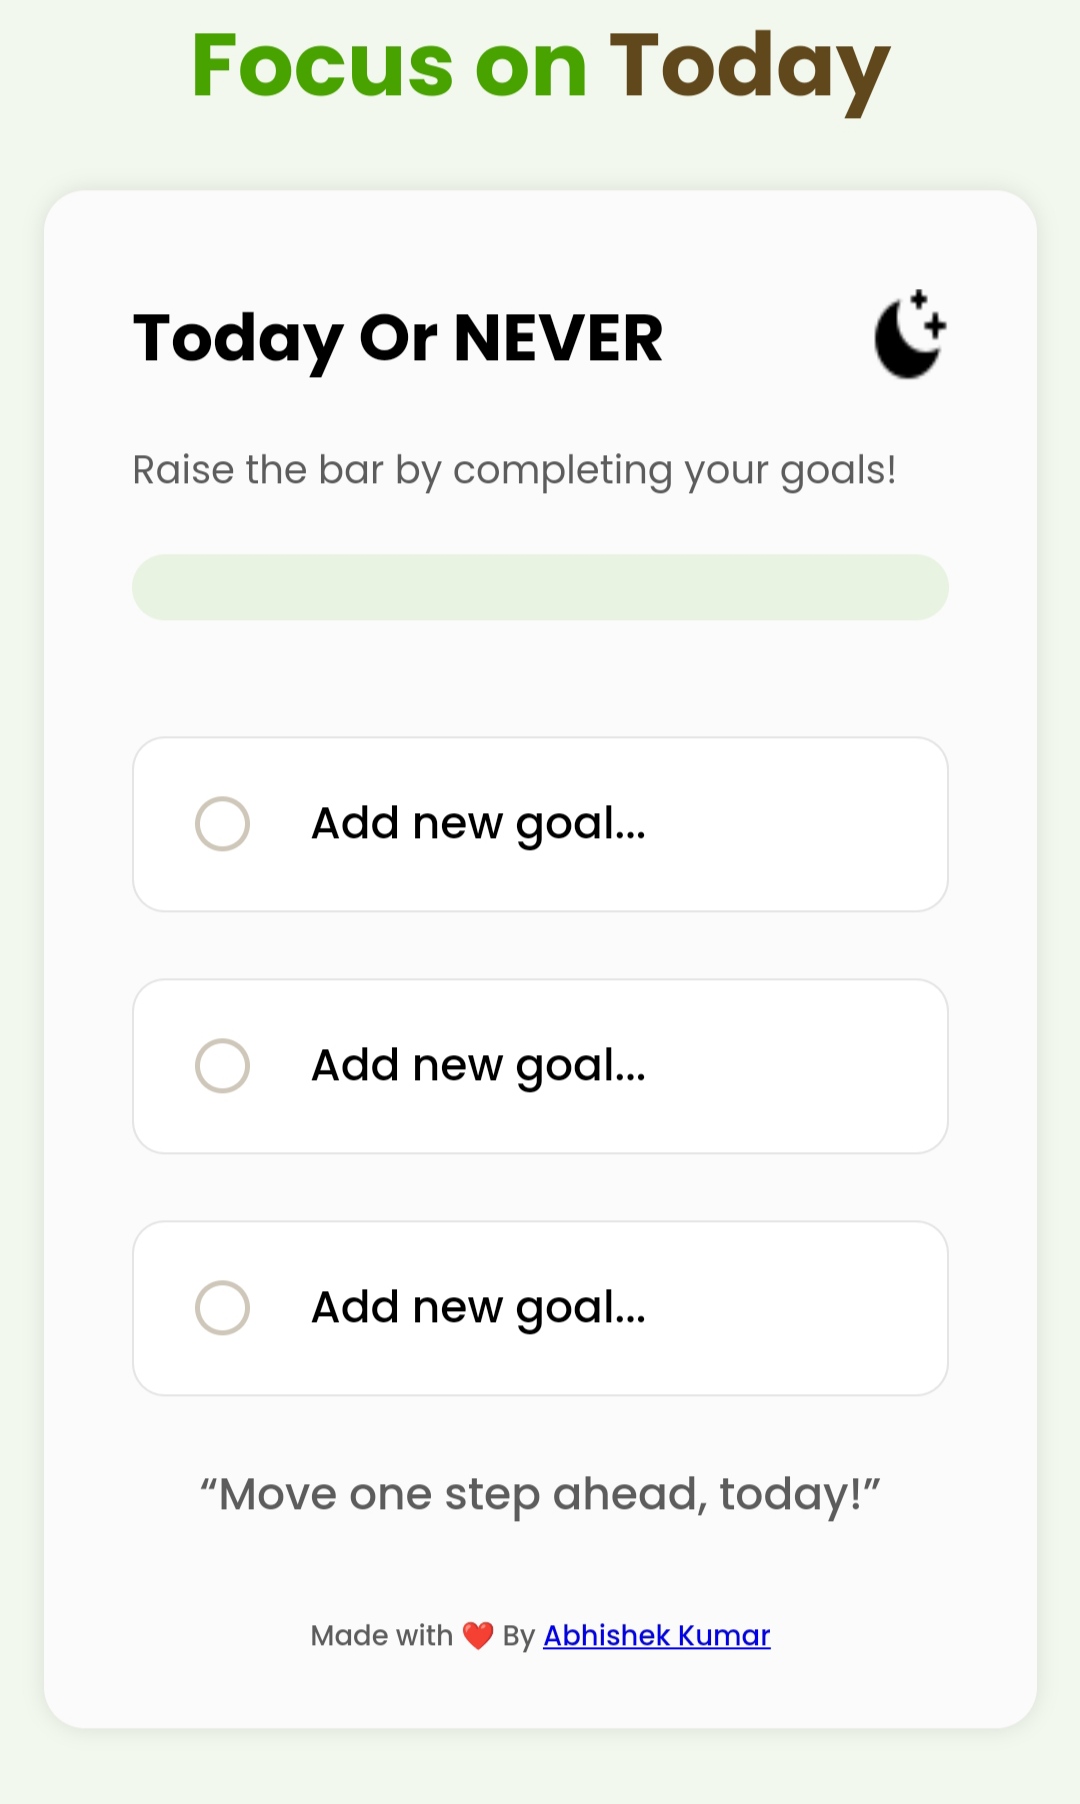 Focus on Today
Today Or NEVER
Raise the bar by completing your goals!
Add new goal...
Add new goal...
Add new goal...
“Move one step ahead, today!”
Made with ❤️ By Abhishek Kumar